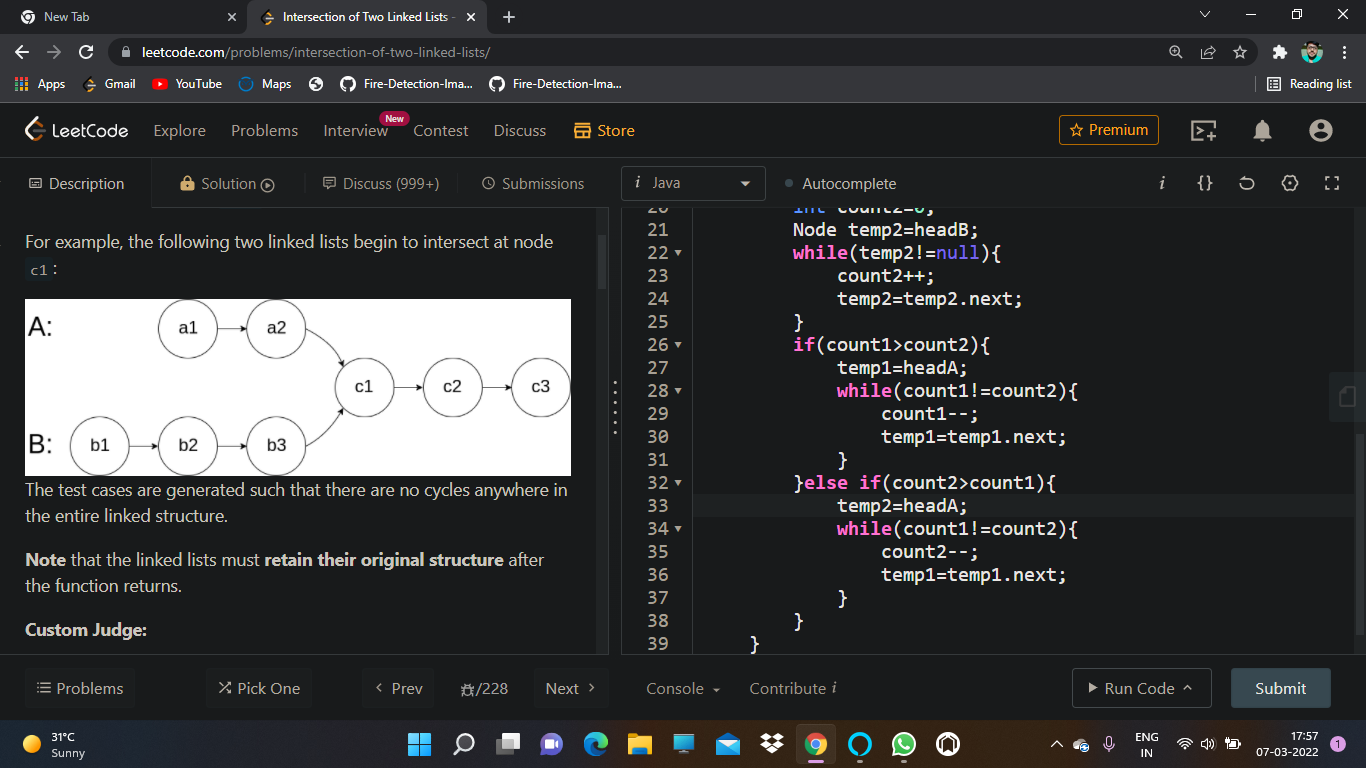 New Tab
Intersection of Two Linked Lists -
leetcode.com/problems/intersection-of-two-linked-lists/
Apps
Gmail
YouTube
Maps
Fire-Detection-Ima...
Fire-Detection-Ima...
Reading list
LeetCode
Explore
Problems
Interview
New
Contest
Discuss
Store
Premium
Description
Solution
Discuss (999+)
Submissions
i Java
Autocomplete
i
{}
For example, the following two linked lists begin to intersect at node
c1 :
A:
a1
a2
c1
c2
c3
B:
b1
b2
b3
The test cases are generated such that there are no cycles anywhere in
the entire linked structure.
Note that the linked lists must retain their original structure after
the function returns.
Custom Judge:
20 int count2=0;
21 Node temp2=headB;
22 while(temp2!=null){
23 count2++;
24 temp2=temp2.next;
25 }
26 if(count1>count2){
27 temp1=headA;
28 while(count1!=count2){
29 count1--;
30 temp1=temp1.next;
31 }
32 }else if(count2>count1){
33 temp2=headA;
34 while(count1!=count2){
35 count2--;
36 temp1=temp1.next;
37 }
38 }
39 }
Problems
Pick One
Prev
/228
Next
Console
Contribute i
Run Code
Submit
31°C
Sunny
ENG
IN
17:57
07-03-2022
1